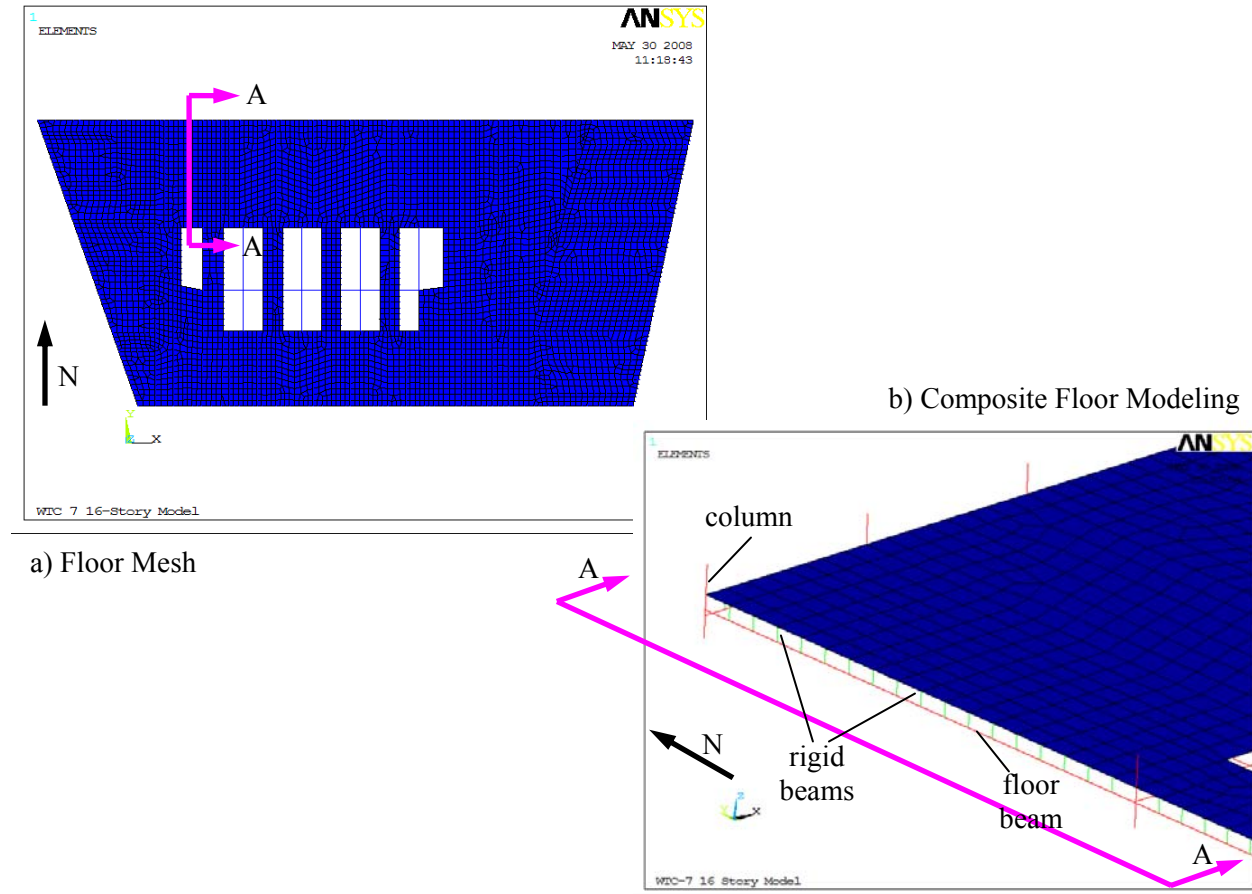 1
ELEMENTS
ANSYS
MAY 30 2008
11:18:43
A
A
N
Y
Z X
WTC 7 16-Story Model
a) Floor Mesh
b) Composite Floor Modeling
1
ELEMENTS
ANSYS
column
A
rigid
beams
floor
beam
N
Y Z X
A
WTC-7 16 Story Model